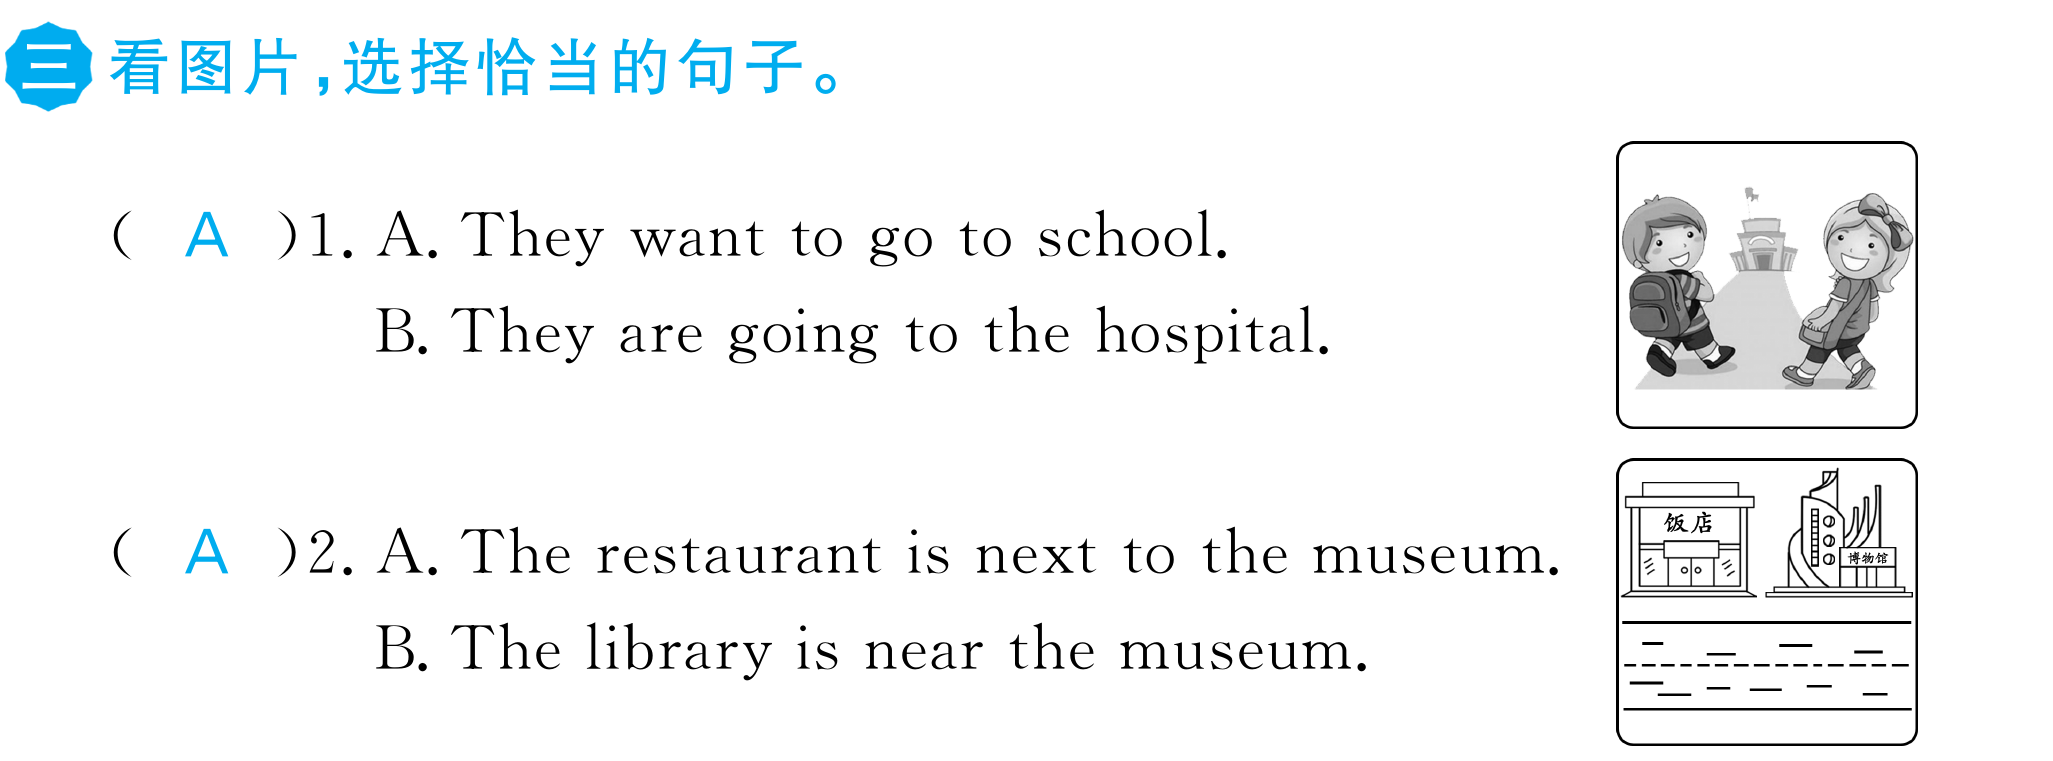 三 看图片,选择恰当的句子。
( A )1. A. They want to go to school.
B. They are going to the hospital.
( A )2. A. The restaurant is next to the museum.
B. The library is near the museum.
饭店
博物馆